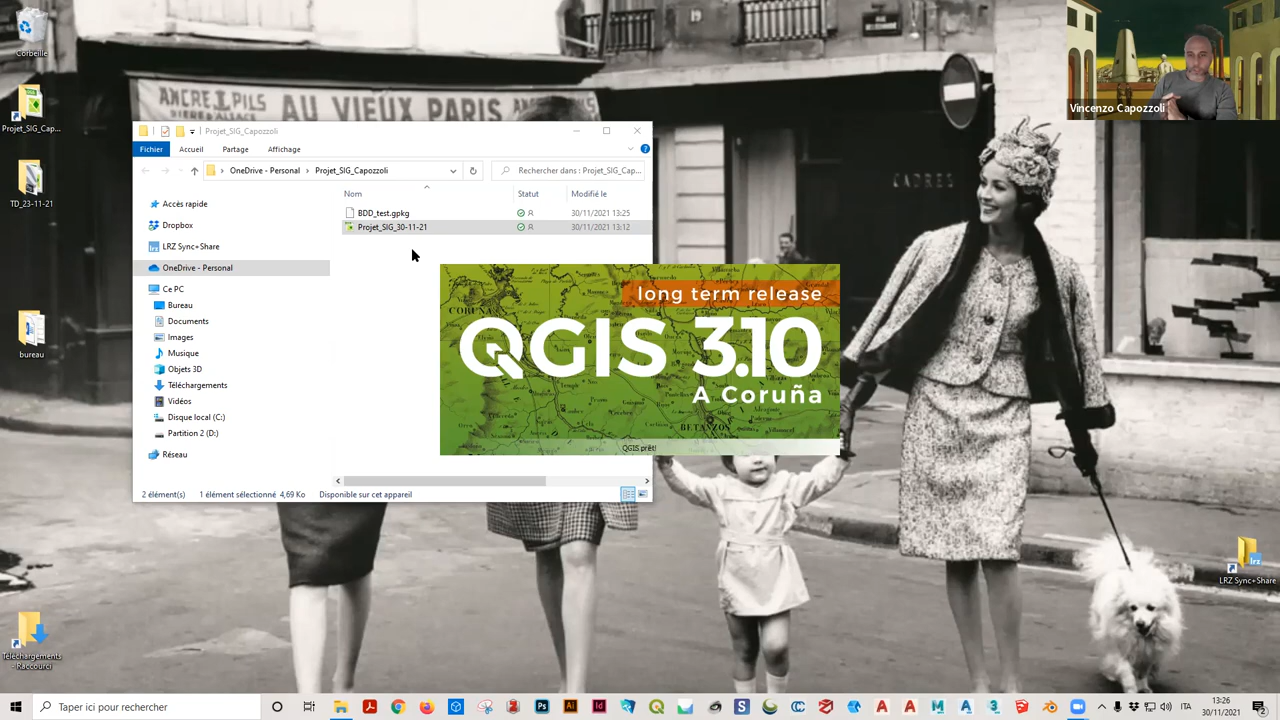 Corbeille
Projet_SIG_Cap...
TD_23-11-21
bureau
Téléchargements
- Raccourci
ANCRE PILS
AU VIEUX PARIS
CADRES
Vincenzo Capozzoli
Projet_SIG_Capozzoli
Fichier
Accueil
Partage
Affichage
OneDrive - Personal
Projet_SIG_Capozzoli
Rechercher dans : Projet_SIG_Cap...
Nom
Statut
Modifié le
BDD_test.gpkg
30/11/2021 13:25
Projet_SIG_30-11-21
30/11/2021 13:12
Accès rapide
Dropbox
LRZ Sync+Share
OneDrive - Personal
Ce PC
Bureau
Documents
Images
Musique
Objets 3D
Téléchargements
Vidéos
Disque local (C:)
Partition 2 (D:)
Réseau
2 élément(s)
1 élément sélectionné 4,69 Ko
Disponible sur cet appareil
long term release
QGIS 3.10
A Coruña
CORUNA
BETANZOS
QGIS prêt!
LRZ Sync+Share
Taper ici pour rechercher
ITA
13:26
30/11/2021